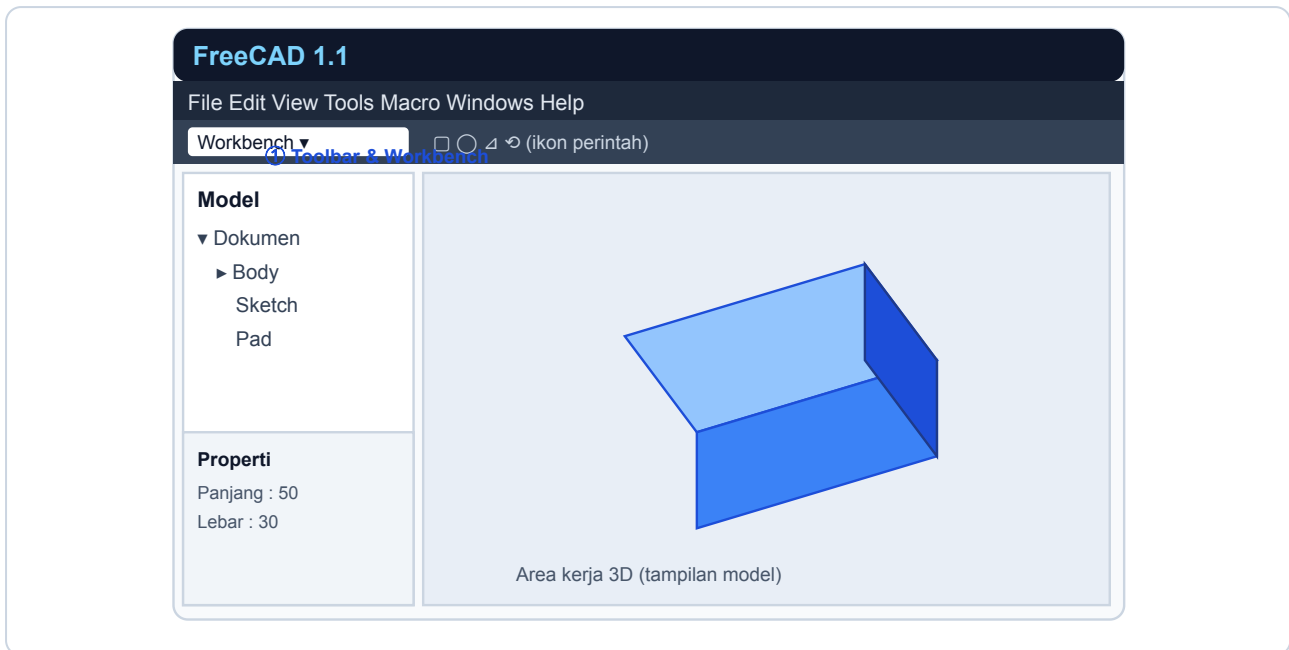 FreeCAD 1.1
File Edit View Tools Macro Windows Help
Workbench ▾
▢ ◯ ⊿ ⟲ (ikon perintah)
① Toolbar & Workbench
Model
▾ Dokumen
▸ Body
Sketch
Pad
Properti
Panjang : 50
Lebar : 30
Area kerja 3D (tampilan model)